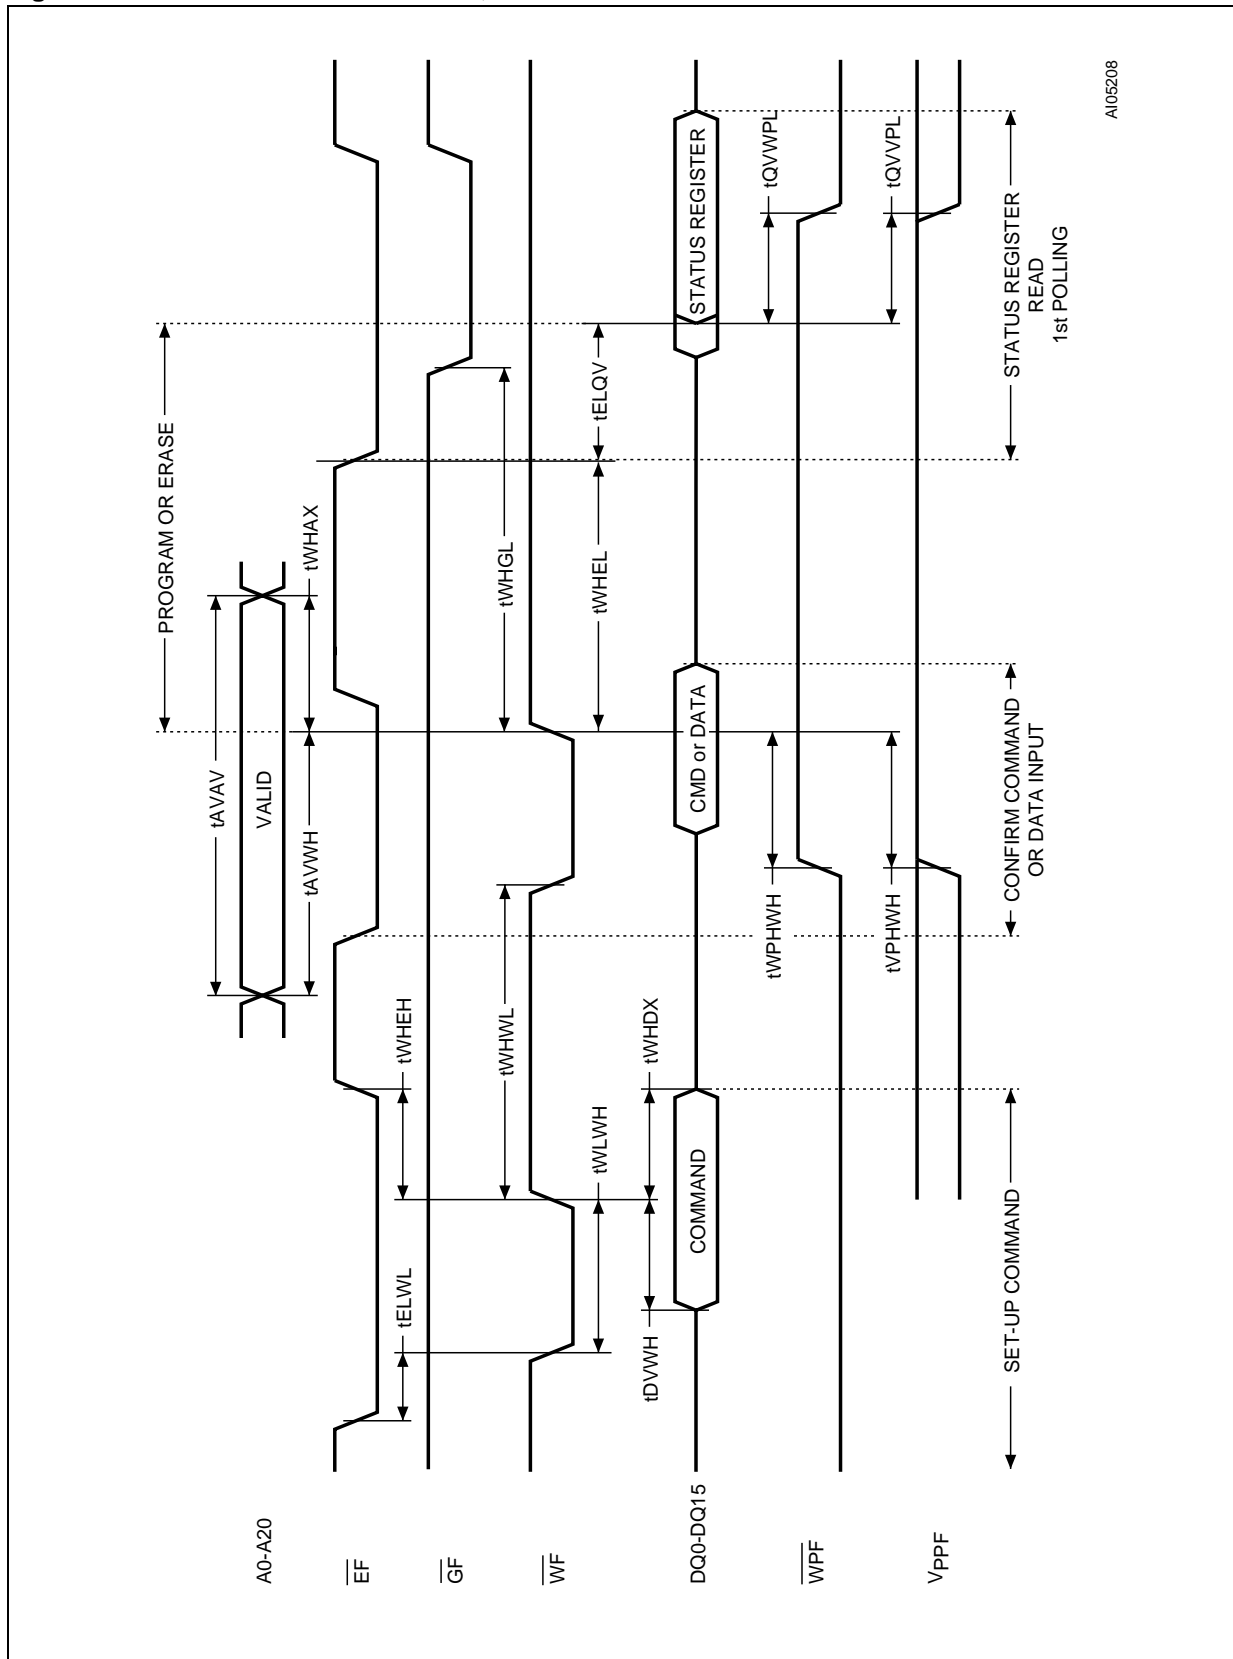 A0-A20
VALID
tAVAV
tAVWH
tWHAX
PROGRAM OR ERASE
EF
tELWL
tWHEH
GF
tWHWL
tWHGL
WF
tWLWH
tWHEL
tELQV
tDVWH
tWHDX
DQ0-DQ15
COMMAND
CMD or DATA
STATUS REGISTER
WPF
tWPHWH
tQVWPL
VPPF
tVPHWH
tQVVPL
SET-UP COMMAND
CONFIRM COMMAND
OR DATA INPUT
STATUS REGISTER
READ
1st POLLING
AI05208